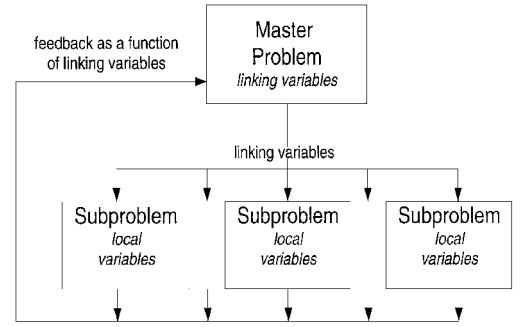 feedback as a function
of linking variables
Master
Problem
linking variables
linking variables
Subproblem
local
variables
Subproblem
local
variables
Subproblem
local
variables